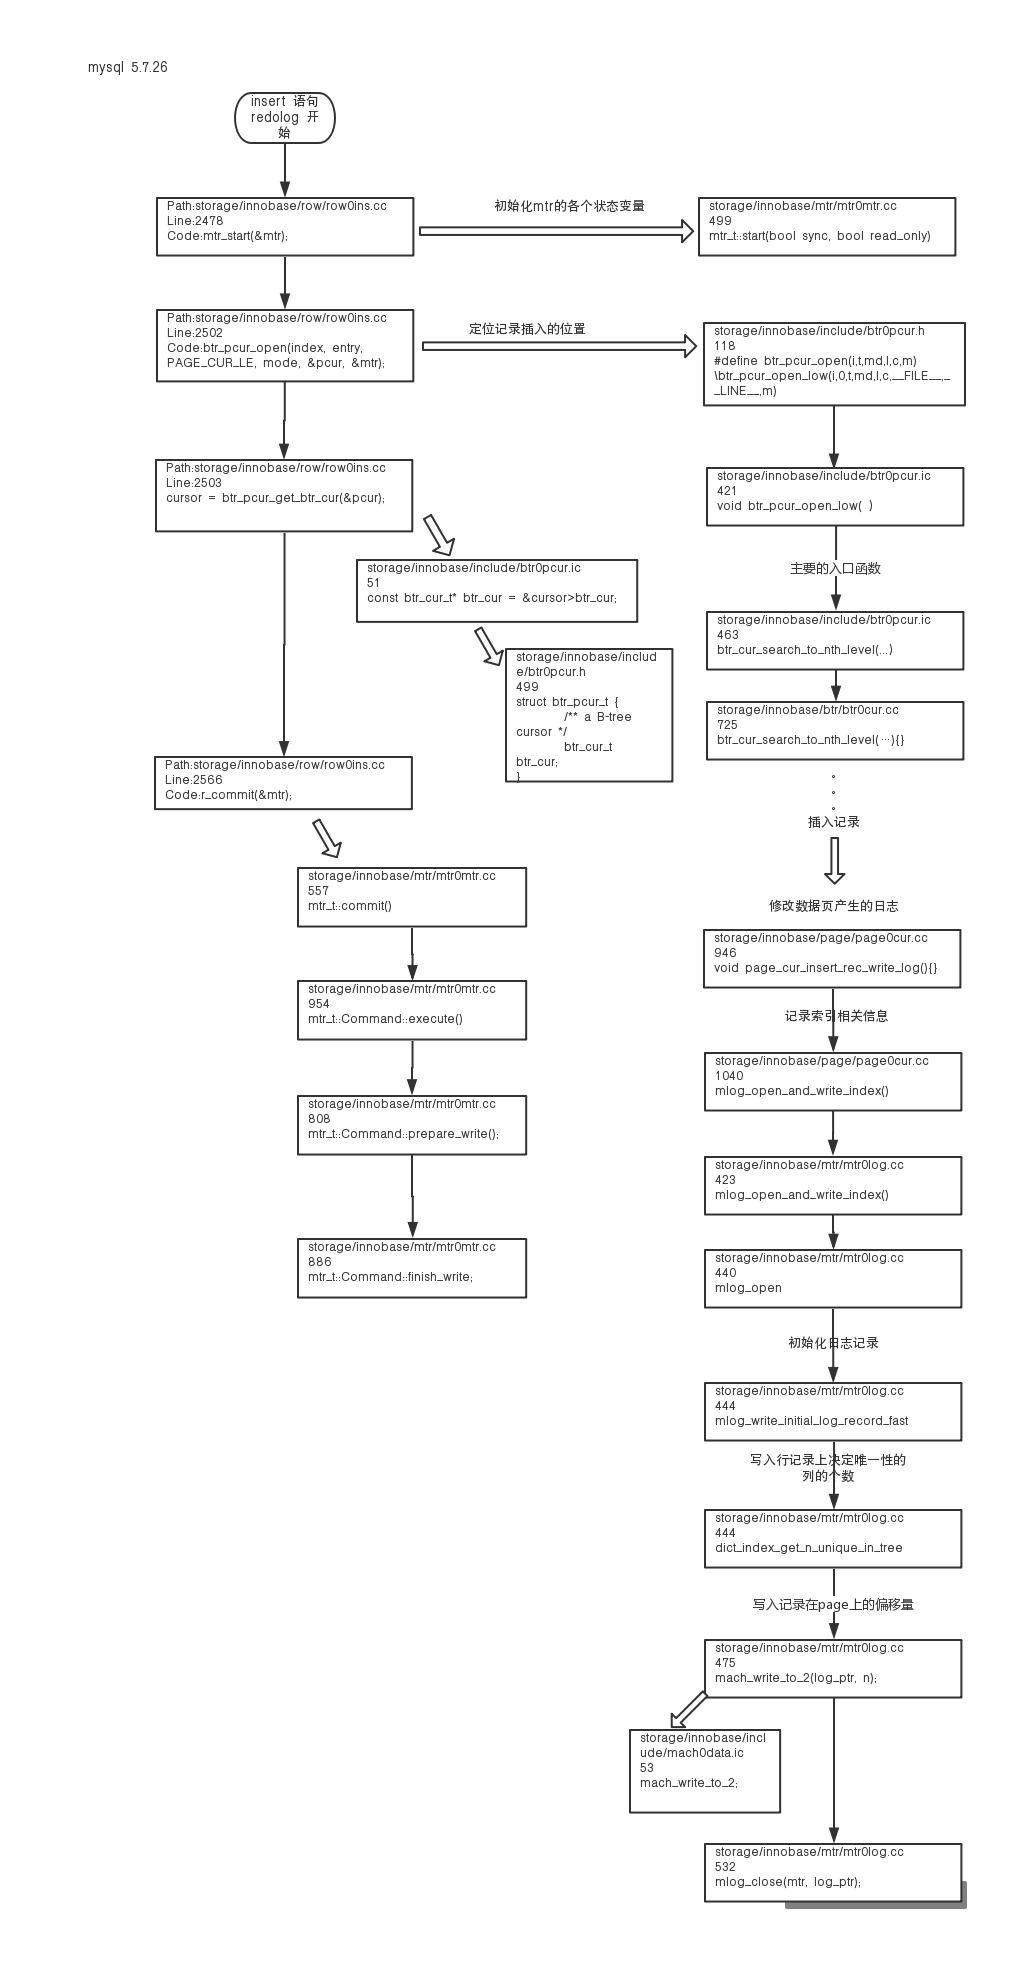 mysql 5.7.26
insert 语句
redolog 开
始
Path:storage/innobase/row/row0ins.cc
Line:2478
Code:mtr_start(&mtr);
初始化mtr的各个状态变量
storage/innobase/mtr/mtr0mtr.cc
499
mtr_t::start(bool sync, bool read_only)
Path:storage/innobase/row/row0ins.cc
Line:2502
Code:btr_pcur_open(index, entry,
PAGE_CUR_LE, mode, &pcur, &mtr);
定位记录插入的位置
storage/innobase/include/btr0pcur.h
118
#define btr_pcur_open(i,t,md,l,c,m)
\btr_pcur_open_low(i,0,t,md,l,c,__FILE__,_
_LINE__,m)
Path:storage/innobase/row/row0ins.cc
Line:2503
cursor = btr_pcur_get_btr_cur(&pcur);
storage/innobase/include/btr0pcur.ic
51
const btr_cur_t* btr_cur = &cursor>btr_cur;
storage/innobase/includ
e/btr0pcur.h
499
struct btr_pcur_t {
/** a B-tree
cursor */
btr_cur_t
btr_cur;
}
storage/innobase/include/btr0pcur.ic
421
void btr_pcur_open_low( )
主要的入口函数
storage/innobase/include/btr0pcur.ic
463
btr_cur_search_to_nth_level(...)
storage/innobase/btr/btr0cur.cc
725
btr_cur_search_to_nth_level(…){}
。
。
。
插入记录
修改数据页产生的日志
Path:storage/innobase/row/row0ins.cc
Line:2566
Code:r_commit(&mtr);
storage/innobase/mtr/mtr0mtr.cc
557
mtr_t::commit()
storage/innobase/mtr/mtr0mtr.cc
954
mtr_t::Command::execute()
storage/innobase/mtr/mtr0mtr.cc
808
mtr_t::Command::prepare_write();
storage/innobase/mtr/mtr0mtr.cc
886
mtr_t::Command::finish_write;
storage/innobase/page/page0cur.cc
946
void page_cur_insert_rec_write_log(){}
记录索引相关信息
storage/innobase/page/page0cur.cc
1040
mlog_open_and_write_index()
storage/innobase/mtr/mtr0log.cc
423
mlog_open_and_write_index()
storage/innobase/mtr/mtr0log.cc
440
mlog_open
初始化日志记录
storage/innobase/mtr/mtr0log.cc
444
mlog_write_initial_log_record_fast
写入行记录上决定唯一性的
列的个数
storage/innobase/mtr/mtr0log.cc
444
dict_index_get_n_unique_in_tree
写入记录在page上的偏移量
storage/innobase/mtr/mtr0log.cc
475
mach_write_to_2(log_ptr, n);
storage/innobase/incl
ude/mach0data.ic
53
mach_write_to_2;
storage/innobase/mtr/mtr0log.cc
532
mlog_close(mtr, log_ptr);